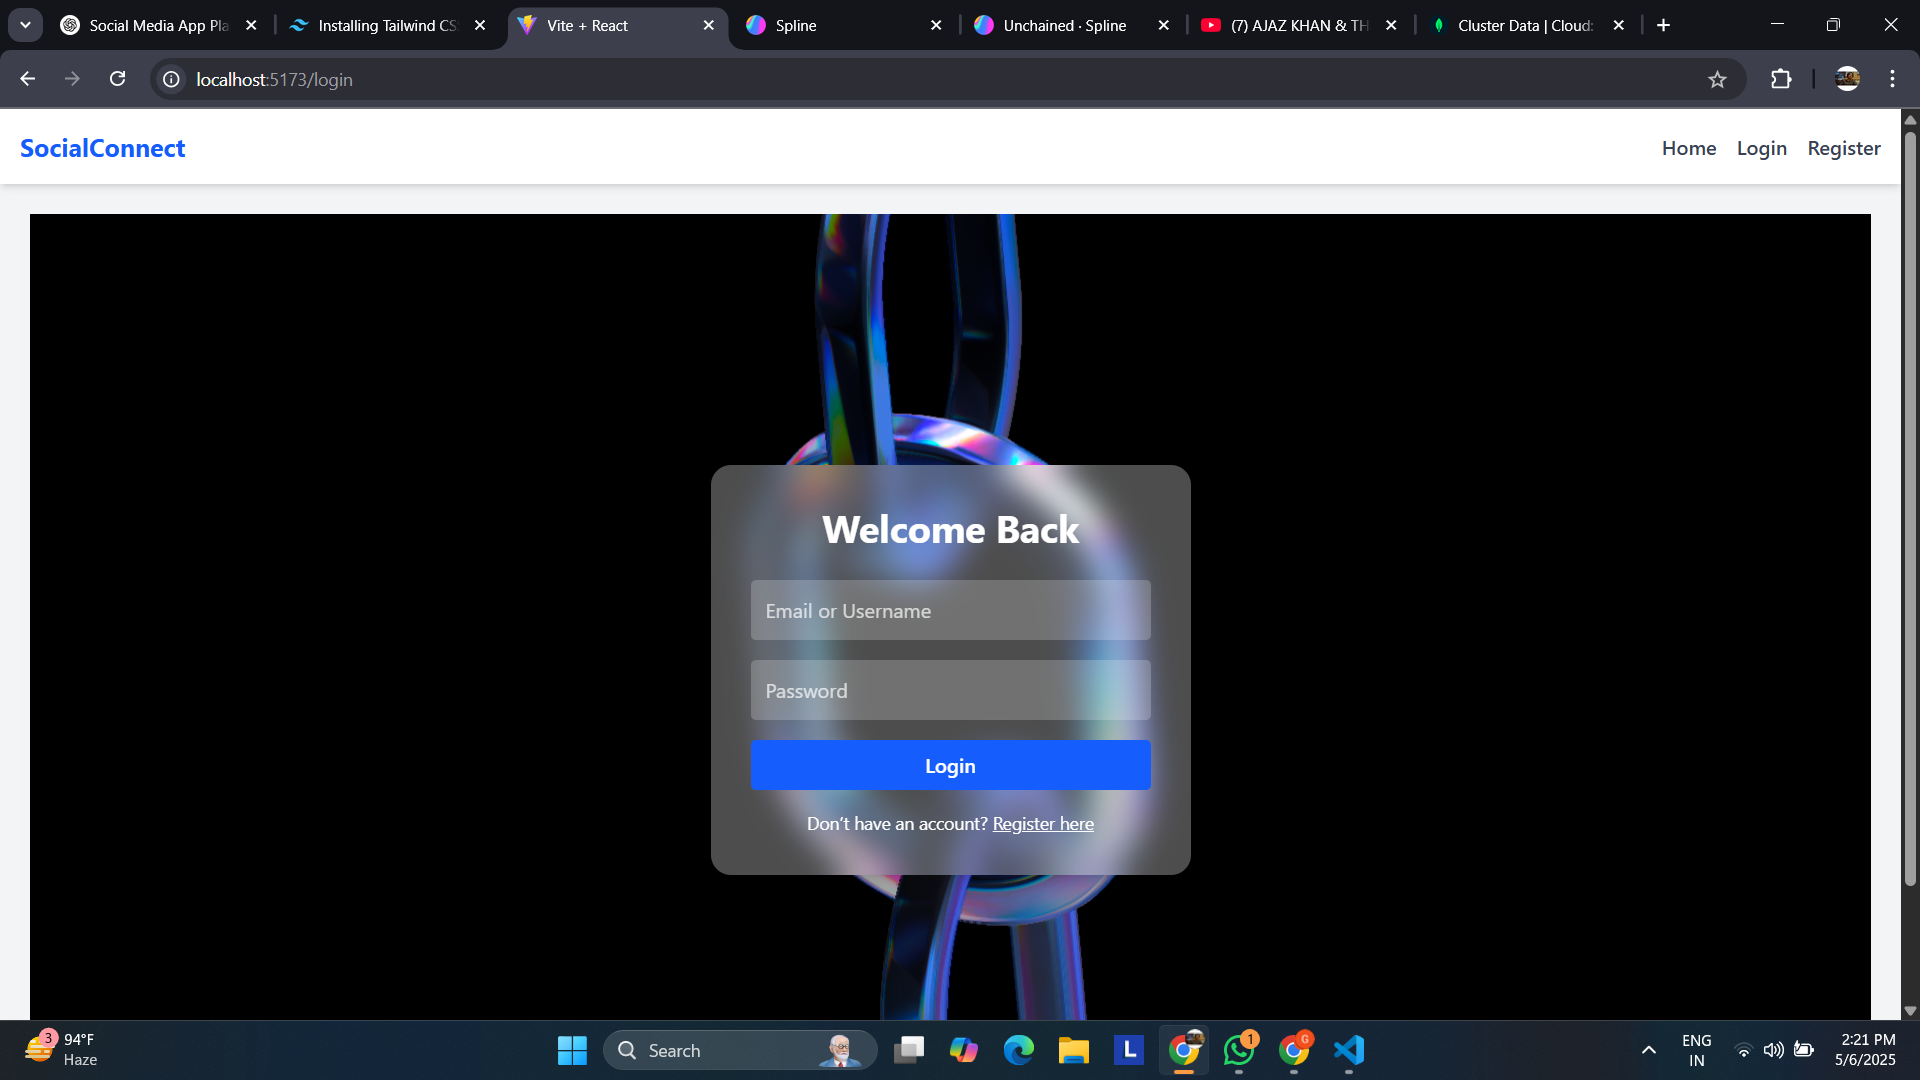 Social Media App Pla
Installing Tailwind CS
Vite + React
Spline
Unchained · Spline
(7) AJAZ KHAN & TH
Cluster Data | Cloud:
localhost:5173/login
SocialConnect
Home
Login
Register
Welcome Back
Email or Username
Password
Login
Don’t have an account? Register here
3
94°F
Haze
Search
L
1
G
ENG
IN
2:21 PM
5/6/2025